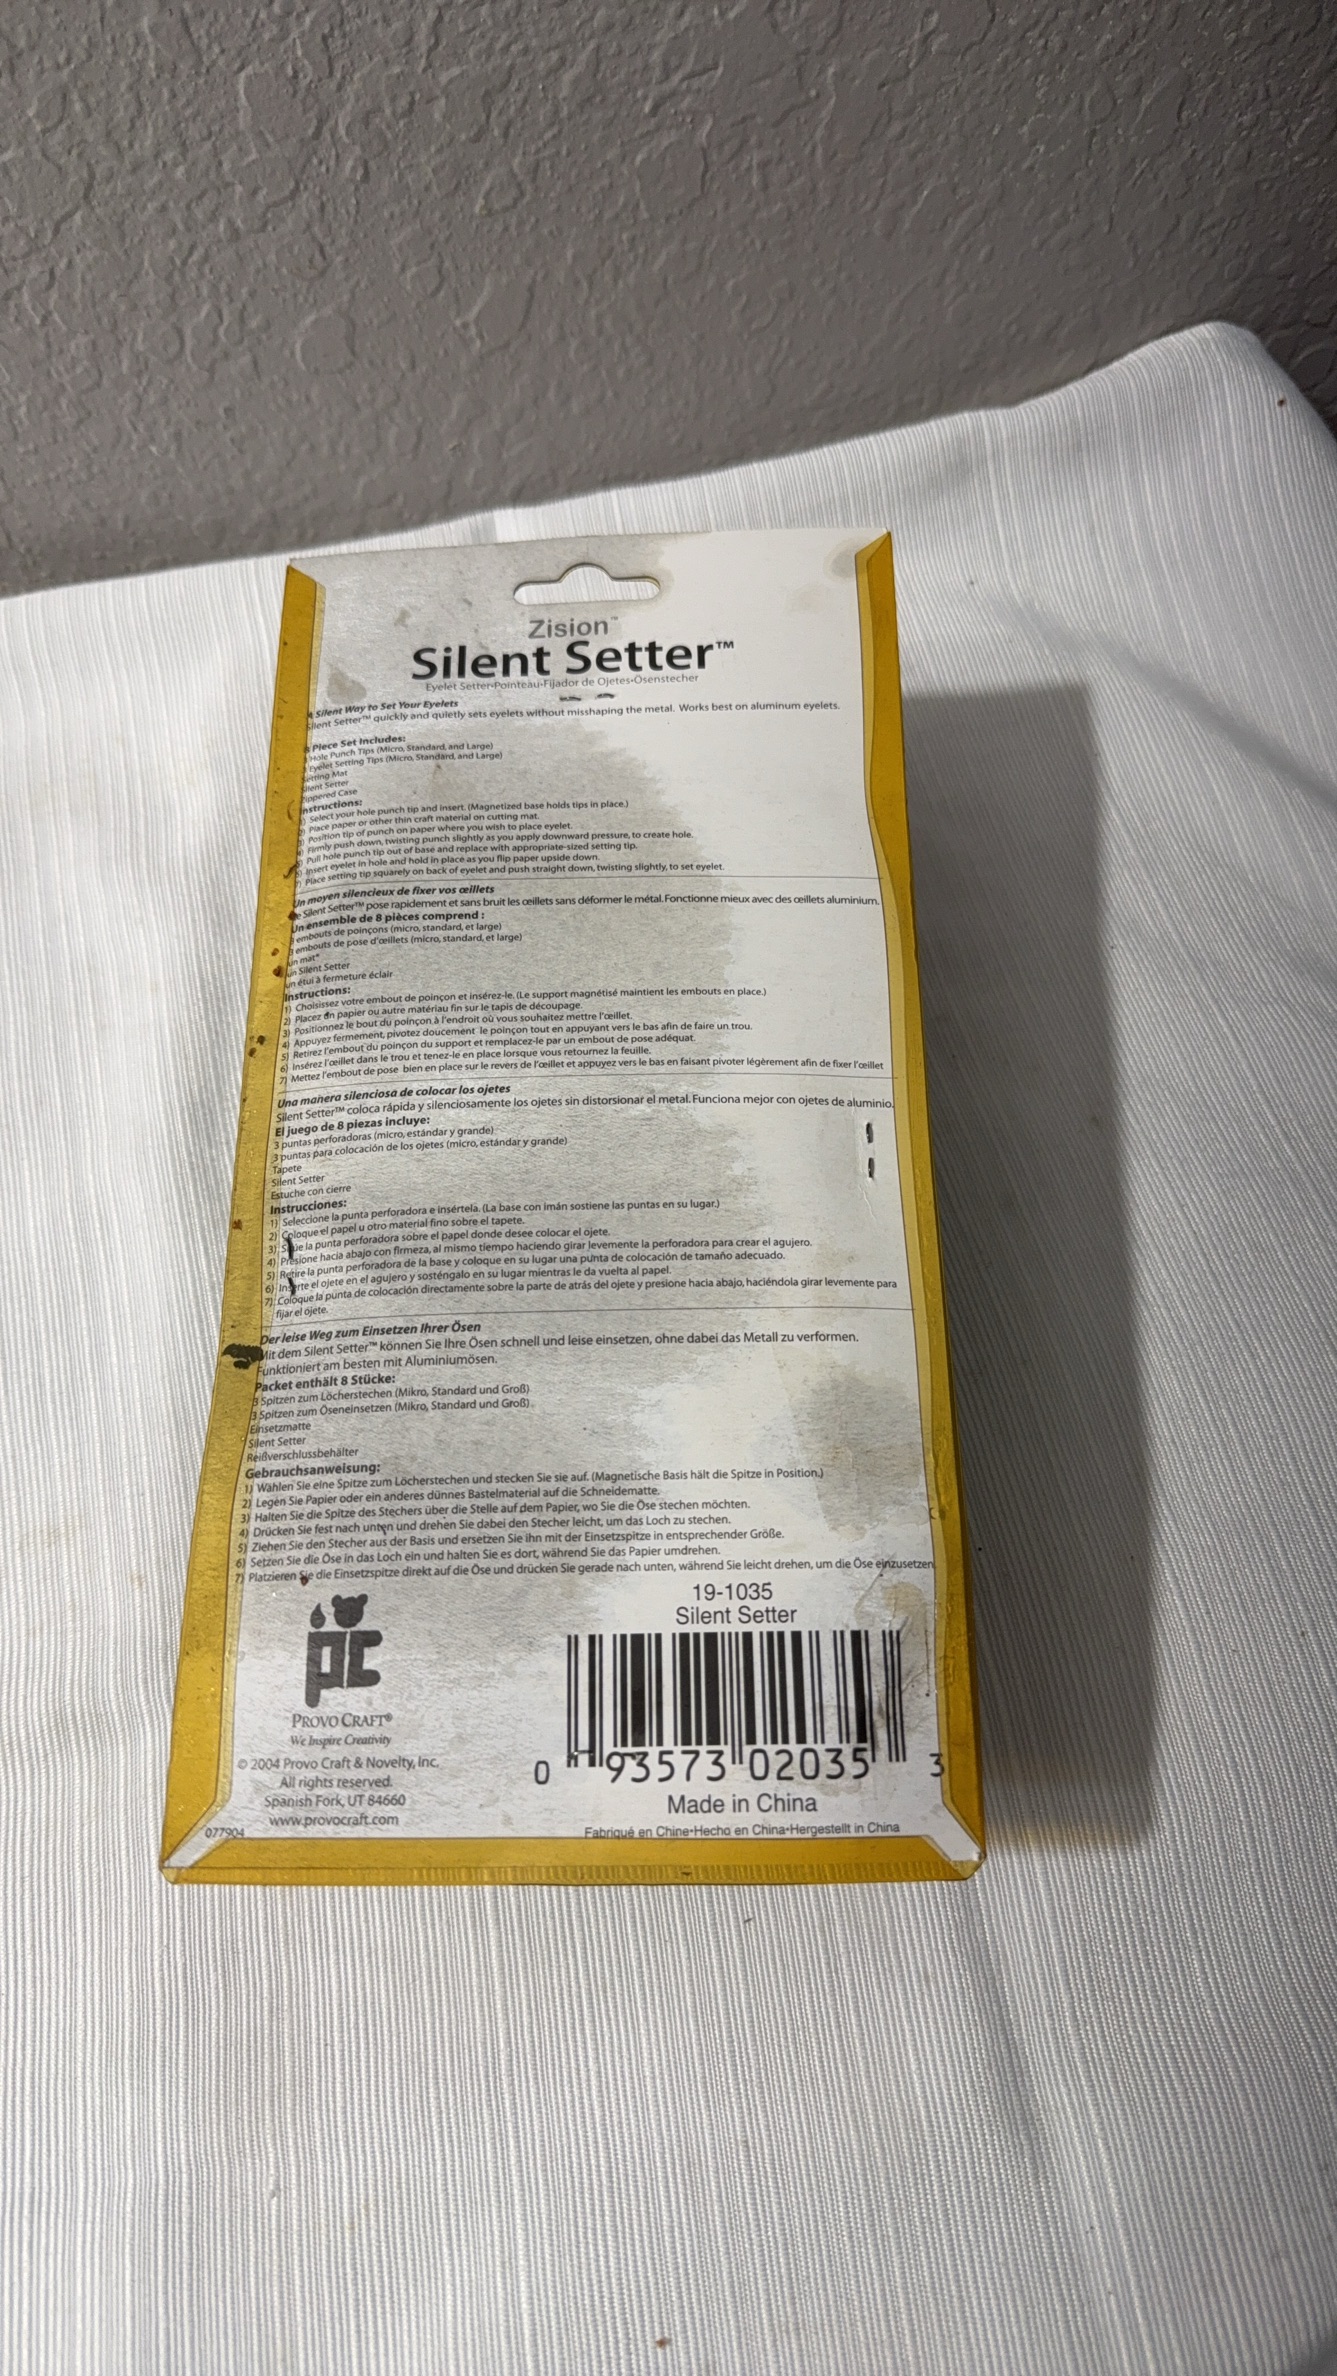 Zision™
Silent Setter™
Eyelet Setter•Pointeau•Fijador de Ojetes•Ösenstecher
Silent Way to Set Your Eyelets
Silent Setter™ quickly and quietly sets eyelets without misshaping the metal. Works best on aluminum eyelets.
Piece Set Includes:
Hole Punch Tips (Micro, Standard, and Large)
Eyelet Setting Tips (Micro, Standard, and Large)
Setting Mat
Silent Setter
Zippered Case
Instructions:
Select your hole punch tip and insert. (Magnetized base holds tips in place.)
Place paper or other thin craft material on cutting mat.
Position tip of punch on paper where you wish to place eyelet.
Firmly push down, twisting punch slightly as you apply downward pressure, to create hole.
Pull hole punch tip out of base and replace with appropriate-sized setting tip.
Insert eyelet in hole and hold in place as you flip paper upside down.
Place setting tip squarely on back of eyelet and push straight down, twisting slightly, to set eyelet.
Un moyen silencieux de fixer vos œillets
Le Silent Setter™ pose rapidement et sans bruit les œillets sans déformer le métal. Fonctionne mieux avec des œillets aluminium.
Un ensemble de 8 pièces comprend :
3 embouts de poinçons (micro, standard, et large)
3 embouts de pose d'œillets (micro, standard, et large)
un mat
un Silent Setter
un étui à fermeture éclair
Instructions:
1) Choisissez votre embout de poinçon et insérez-le. (Le support magnétisé maintient les embouts en place.)
2) Placez un papier ou autre matériau fin sur le tapis de découpage.
3) Positionnez le bout du poinçon à l'endroit où vous souhaitez mettre l'œillet.
4) Appuyez fermement, pivotez doucement le poinçon tout en appuyant vers le bas afin de faire un trou.
5) Retirez l'embout du poinçon du support et remplacez-le par un embout de pose adéquat.
6) Insérez l'œillet dans le trou et tenez-le en place lorsque vous retournez la feuille.
7) Mettez l'embout de pose bien en place sur le revers de l'œillet et appuyez vers le bas en faisant pivoter légèrement afin de fixer l'œillet
Una manera silenciosa de colocar los ojetes
Silent Setter™ coloca rápida y silenciosamente los ojetes sin distorsionar el metal. Funciona mejor con ojetes de aluminio.
El juego de 8 piezas incluye:
3 puntas perforadoras (micro, estándar y grande)
3 puntas para colocación de los ojetes (micro, estándar y grande)
Tapete
Silent Setter
Estuche con cierre
Instrucciones:
1) Seleccione la punta perforadora e insértela. (La base con imán sostiene las puntas en su lugar.)
2) Coloque el papel u otro material fino sobre el tapete.
3) Sitúe la punta perforadora sobre el papel donde desee colocar el ojete.
4) Presione hacia abajo con firmeza, al mismo tiempo haciendo girar levemente la perforadora para crear el agujero.
5) Retire la punta perforadora de la base y coloque en su lugar una punta de colocación de tamaño adecuado.
6) Inserte el ojete en el agujero y sosténgalo en su lugar mientras le da vuelta al papel.
7) Coloque la punta de colocación directamente sobre la parte de atrás del ojete y presione hacia abajo, haciéndola girar levemente para
fijar el ojete.
Der leise Weg zum Einsetzen Ihrer Ösen
Mit dem Silent Setter™ können Sie Ihre Ösen schnell und leise einsetzen, ohne dabei das Metall zu verformen.
Funktioniert am besten mit Aluminiumösen.
Packet enthält 8 Stücke:
3 Spitzen zum Löcherstechen (Mikro, Standard und Groß)
3 Spitzen zum Öseneinsetzen (Mikro, Standard und Groß)
Einsetzmatte
Silent Setter
Reißverschlussbehälter
Gebrauchsanweisung:
1) Wählen Sie eine Spitze zum Löcherstechen und stecken Sie sie auf. (Magnetische Basis hält die Spitze in Position.)
2) Legen Sie Papier oder ein anderes dünnes Bastelmaterial auf die Schneidematte.
3) Halten Sie die Spitze des Stechers über die Stelle auf dem Papier, wo Sie die Öse stechen möchten.
4) Drücken Sie fest nach unten und drehen Sie dabei den Stecher leicht, um das Loch zu stechen.
5) Ziehen Sie den Stecher aus der Basis und ersetzen Sie ihn mit der Einsetzspitze in entsprechender Größe.
6) Setzen Sie die Öse in das Loch ein und halten Sie es dort, während Sie das Papier umdrehen.
7) Platzieren Sie die Einsetzspitze direkt auf die Öse und drücken Sie gerade nach unten, während Sie leicht drehen, um die Öse einzusetzen
pc
PROVO CRAFT®
We Inspire Creativity
© 2004 Provo Craft & Novelty, Inc.
All rights reserved.
Spanish Fork, UT 84660
www.provocraft.com
077904
19-1035
Silent Setter
0 93573 02035 3
Made in China
Fabriqué en Chine•Hecho en China•Hergestellt in China